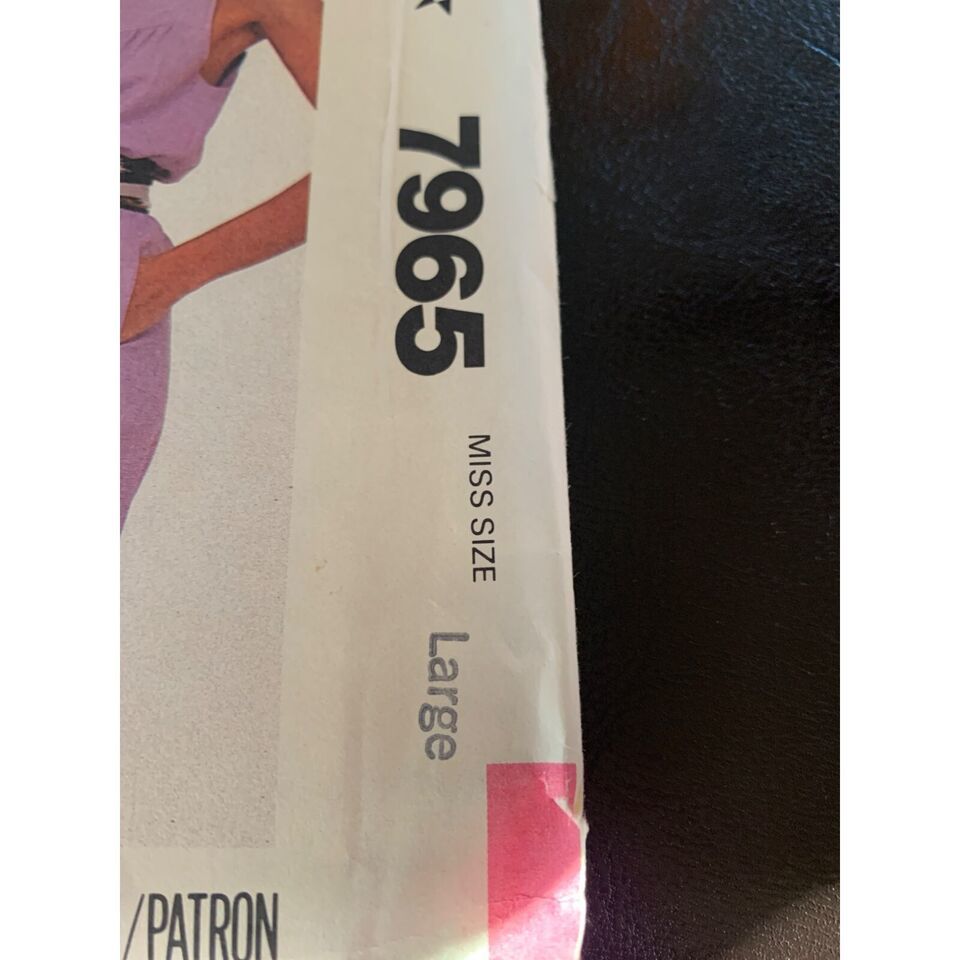 7965
MISS SIZE
Large
/PATRON